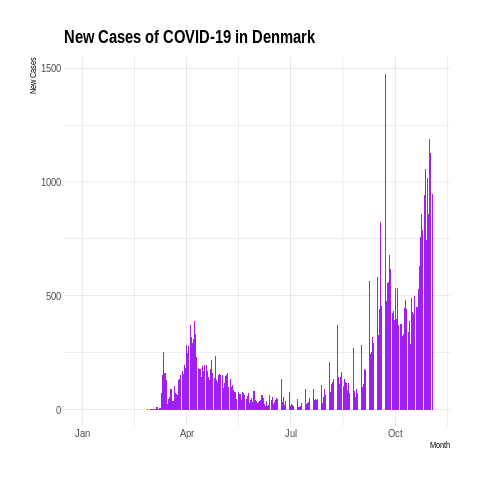 New Cases of COVID-19 in Denmark
New Cases
1500
1000
500
0
Jan Apr Jul Oct
Month